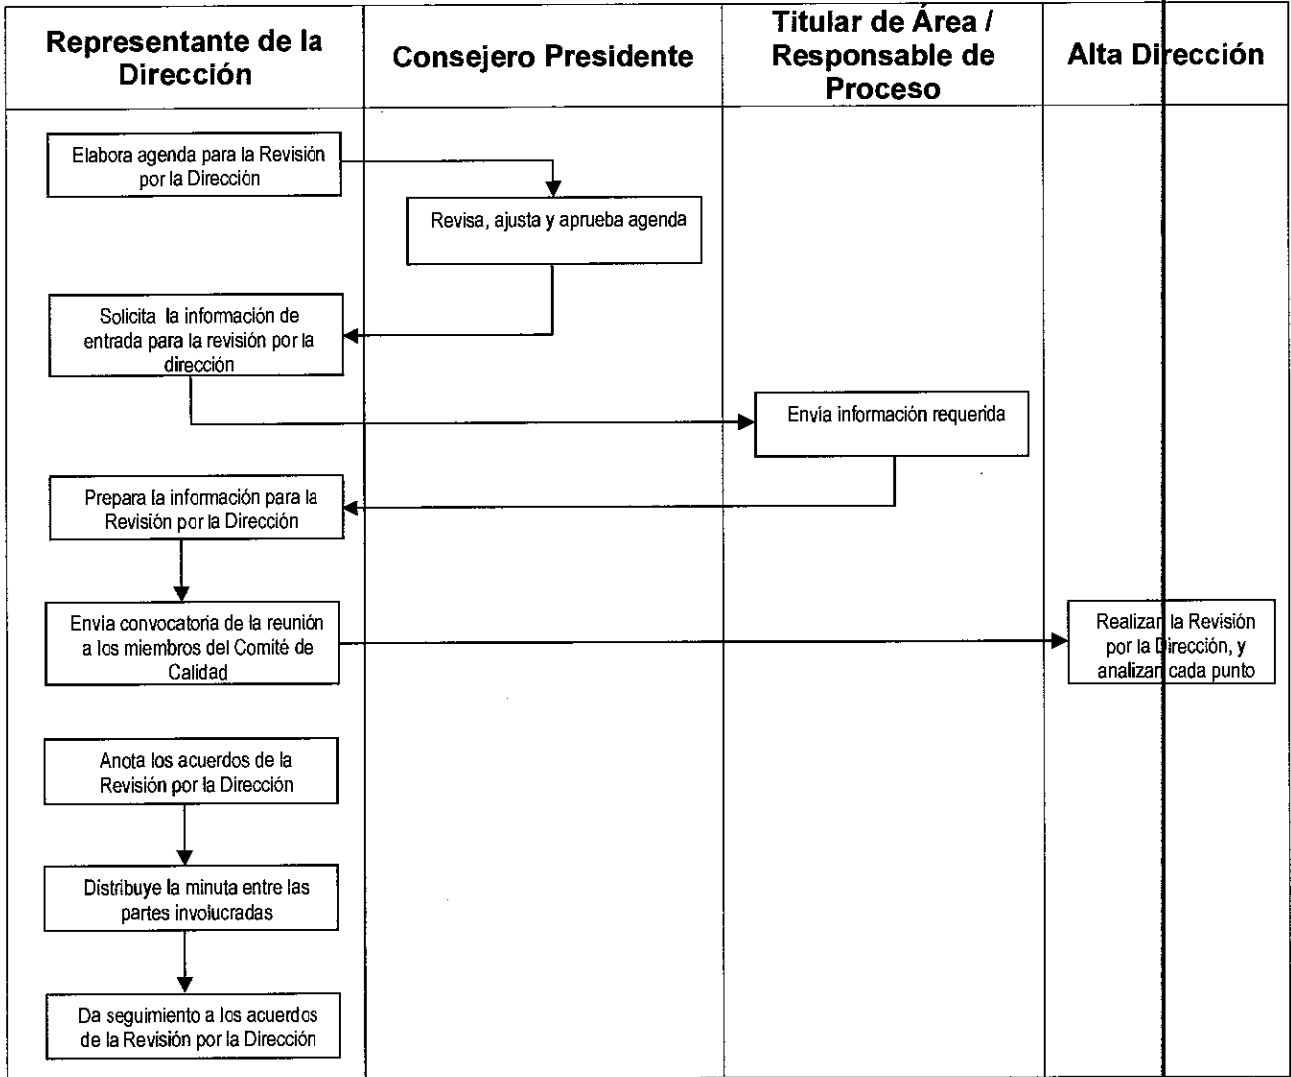 Representante de la
Dirección
Consejero Presidente
Titular de Área /
Responsable de
Proceso
Alta Dirección
Elabora agenda para la Revisión
por la Dirección
Revisa, ajusta y aprueba agenda
Solicita la información de
entrada para la revisión por la
dirección
Envía información requerida
Prepara la información para la
Revisión por la Dirección
Envia convocatoria de la reunión
a los miembros del Comité de
Calidad
Realizan la Revisión
por la Dirección, y
analizan cada punto
Anota los acuerdos de la
Revisión por la Dirección
Distribuye la minuta entre las
partes involucradas
Da seguimiento a los acuerdos
de la Revisión por la Dirección